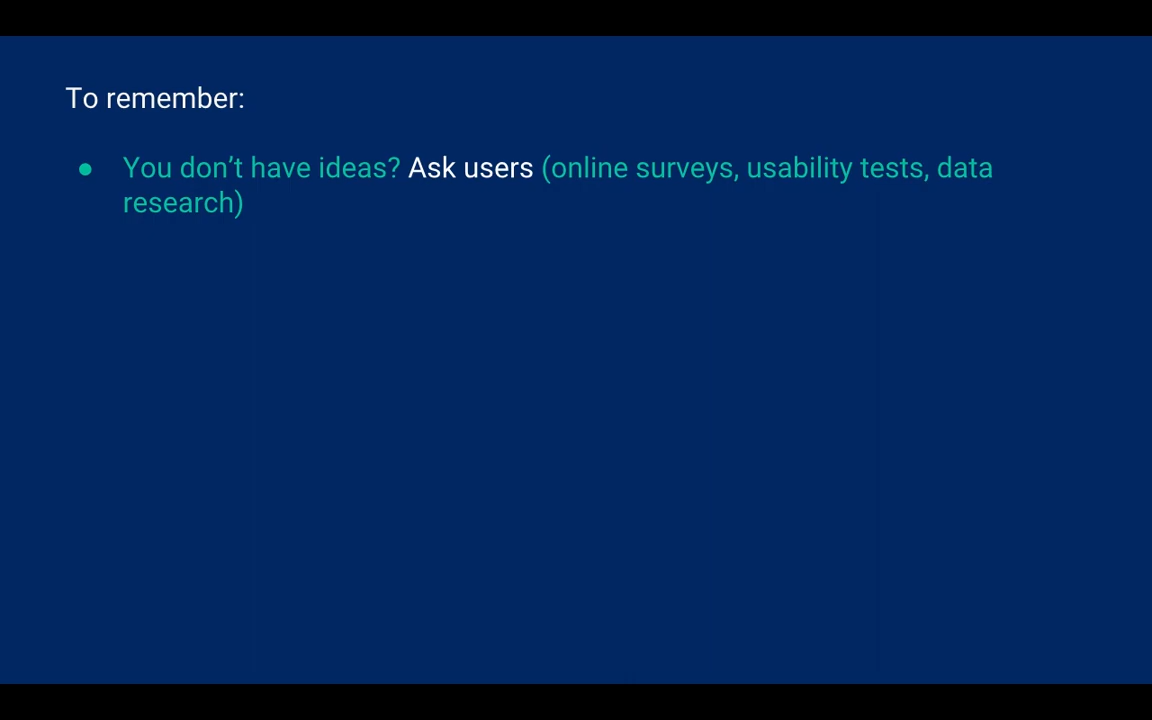 To remember:
● You don’t have ideas? Ask users (online surveys, usability tests, data
research)